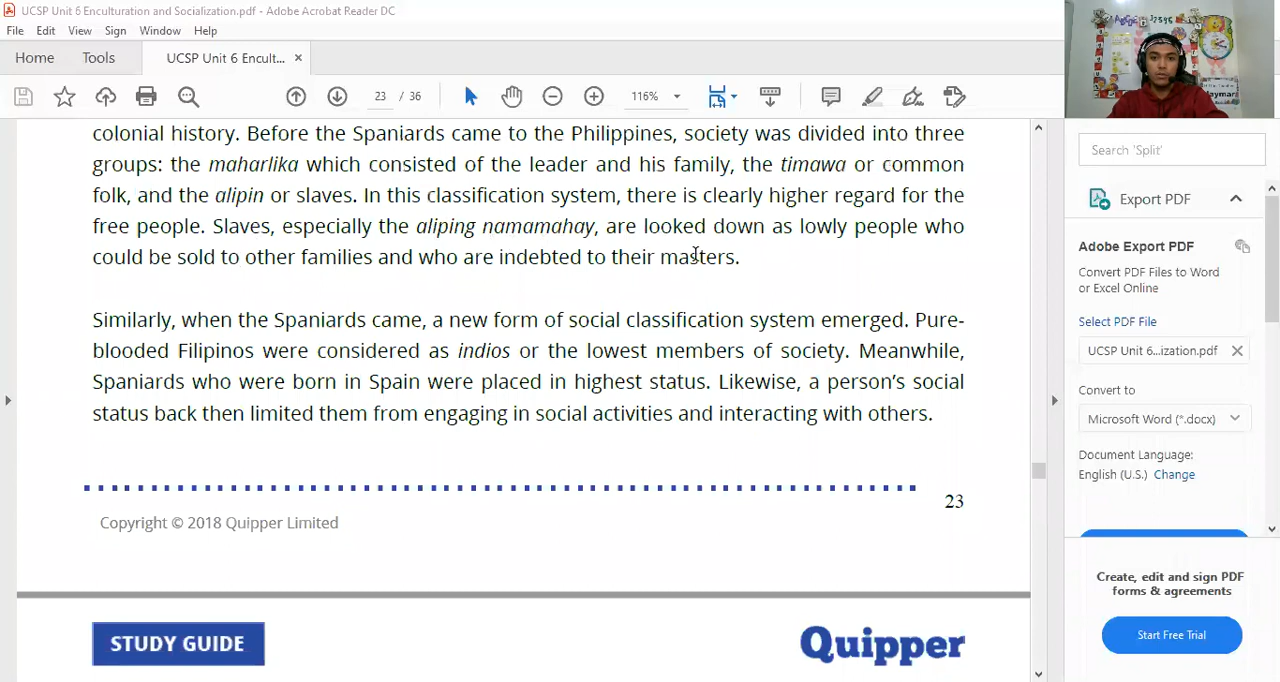 UCSP Unit 6 Enculturation and Socialization.pdf - Adobe Acrobat Reader DC
File Edit View Sign Window Help
Home Tools UCSP Unit 6 Encult... ×
23 / 36 116%
colonial history. Before the Spaniards came to the Philippines, society was divided into three
groups: the maharlika which consisted of the leader and his family, the timawa or common
folk, and the alipin or slaves. In this classification system, there is clearly higher regard for the
free people. Slaves, especially the aliping namamahay, are looked down as lowly people who
could be sold to other families and who are indebted to their masters.
Similarly, when the Spaniards came, a new form of social classification system emerged. Pure-
blooded Filipinos were considered as indios or the lowest members of society. Meanwhile,
Spaniards who were born in Spain were placed in highest status. Likewise, a person's social
status back then limited them from engaging in social activities and interacting with others.
23
Copyright © 2018 Quipper Limited
STUDY GUIDE
Quipper
Search 'Split'
Export PDF
Adobe Export PDF
Convert PDF Files to Word
or Excel Online
Select PDF File
UCSP Unit 6...ization.pdf ×
Convert to
Microsoft Word (*.docx)
Document Language:
English (U.S.) Change
Create, edit and sign PDF
forms & agreements
Start Free Trial